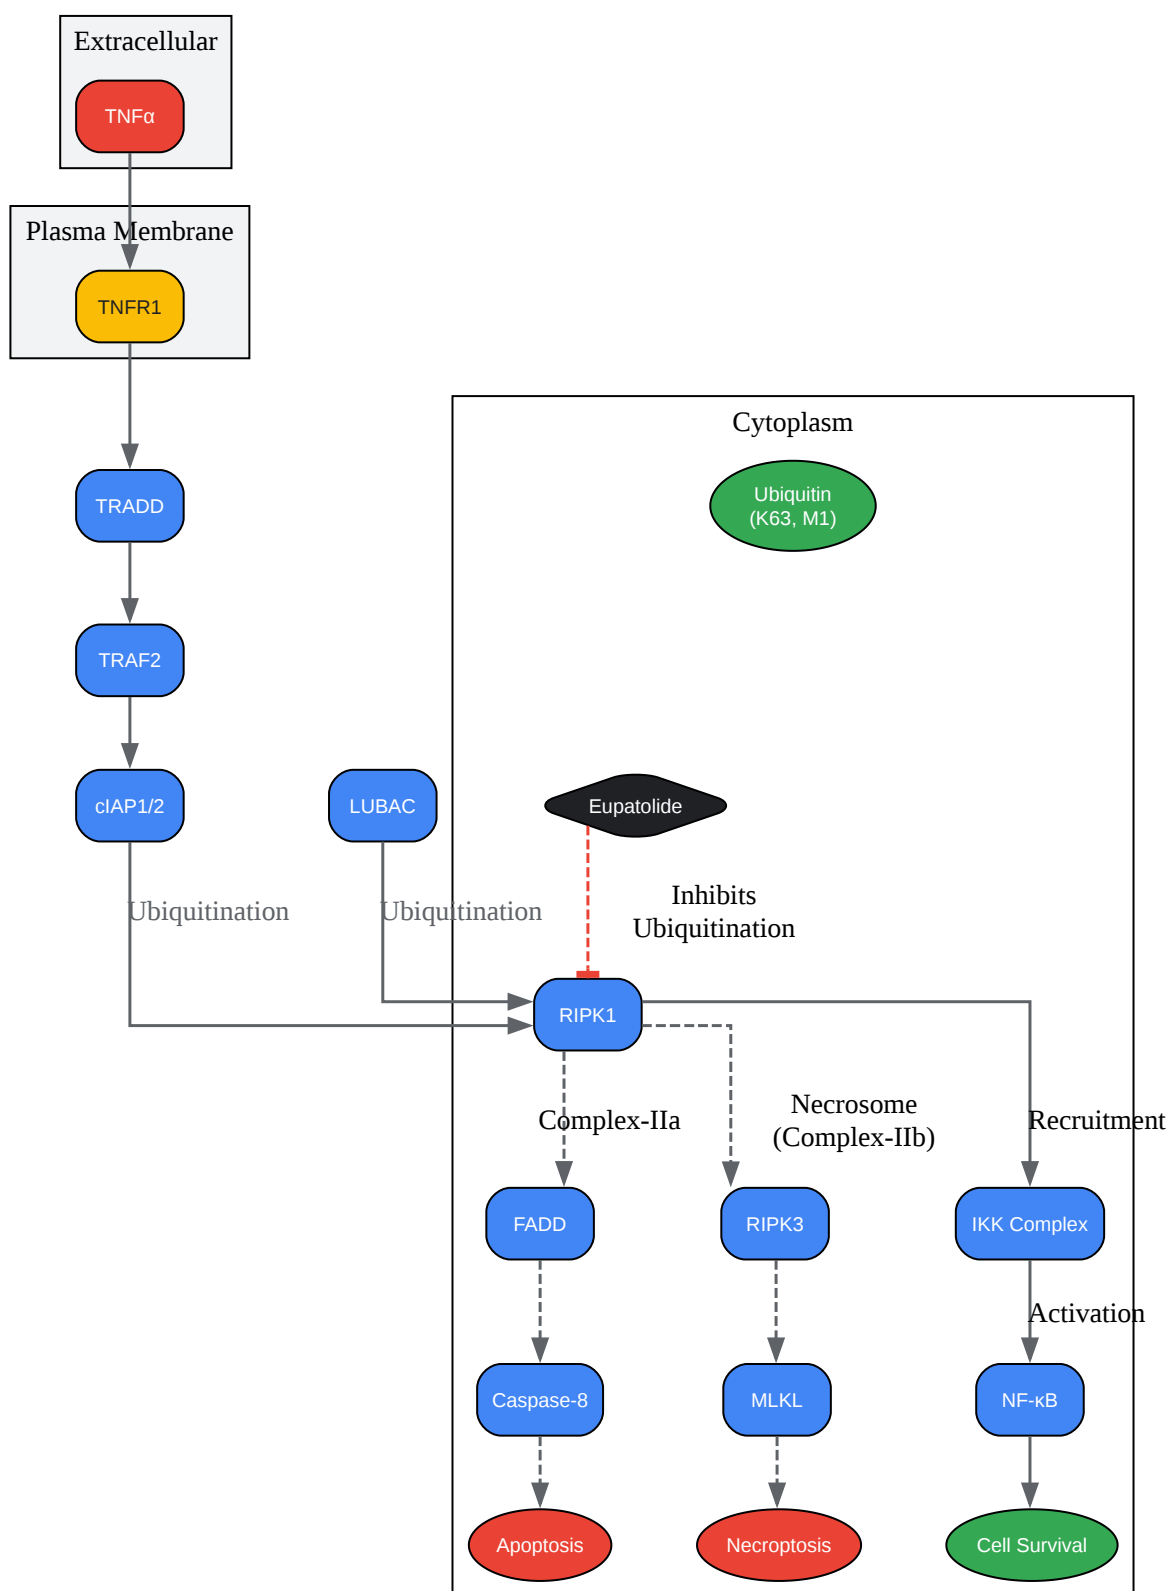 Extracellular
TNFα
Plasma Membrane
TNFR1
Cytoplasm
Ubiquitin
(K63, M1)
TRADD
TRAF2
cIAP1/2
LUBAC
Eupatolide
Ubiquitination
Ubiquitination
Inhibits
Ubiquitination
RIPK1
Complex-IIa
Necrosome
(Complex-IIb)
Recruitment
FADD
RIPK3
IKK Complex
Activation
Caspase-8
MLKL
NF-κB
Apoptosis
Necroptosis
Cell Survival